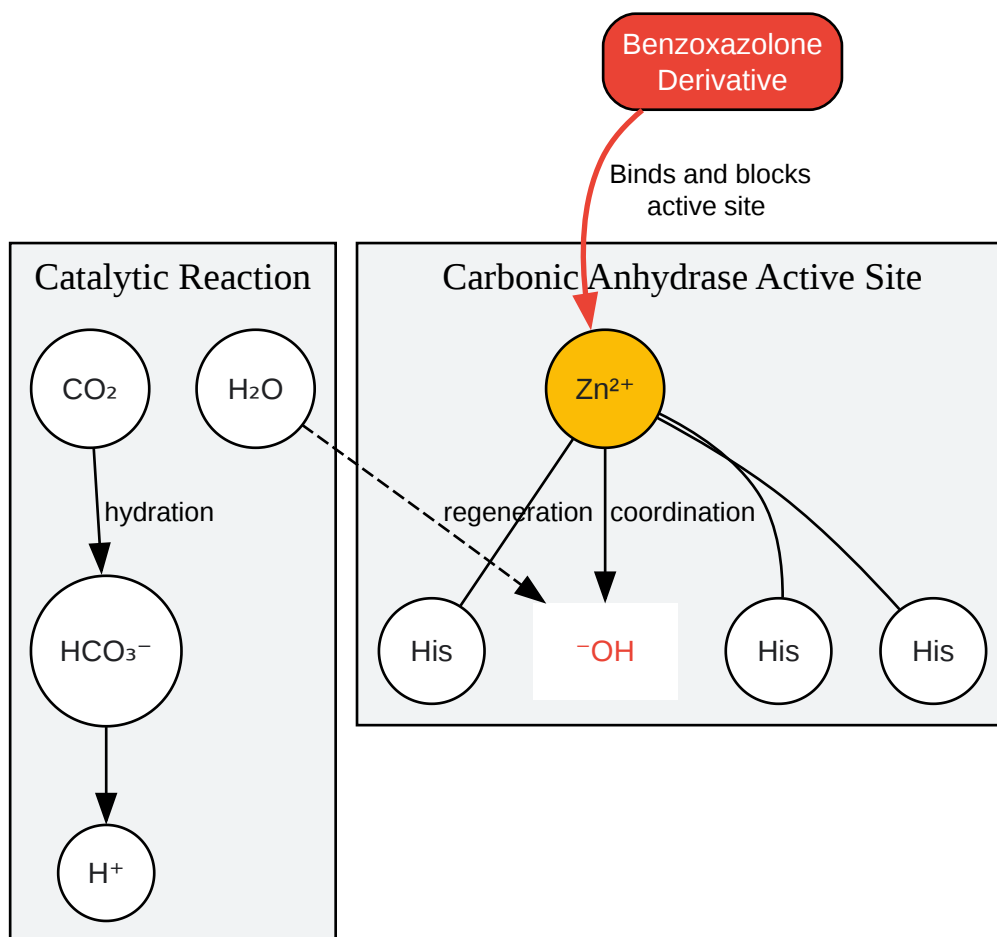 Benzoxazolone
Derivative
Binds and blocks
active site
Catalytic Reaction
CO₂
H₂O
hydration
HCO₃⁻
H⁺
Carbonic Anhydrase Active Site
Zn²⁺
regeneration
coordination
His
⁻OH
His
His